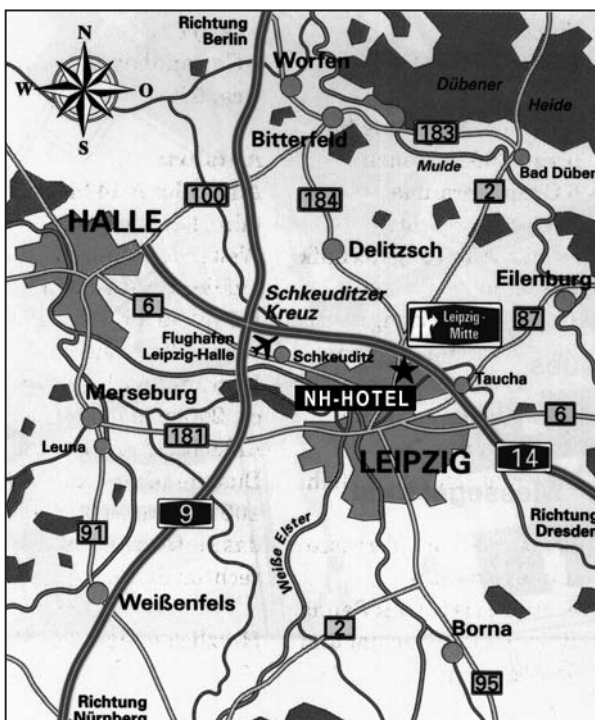 Richtung
Berlin
N
W
O
S
Worfen
Dübener
Heide
Bitterfeld
183
Mulde
Bad Düben
100
184
2
HALLE
Delitzsch
Eilenburg
Schkeuditzer
Kreuz
6
Leipzig-
Mitte
87
Flughafen
Leipzig-Halle
Schkeuditz
Taucha
NH-HOTEL
Merseburg
6
Leuna
181
LEIPZIG
14
9
Richtung
Dresden
91
Weiße Elster
Weißenfels
2
Borna
95
Richtung
Nürnberg